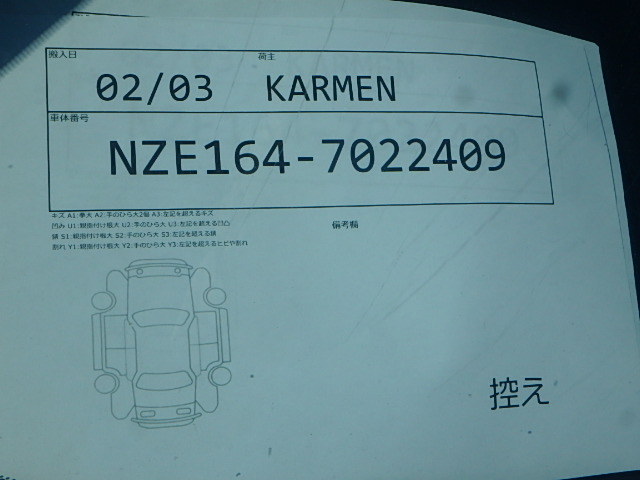 搬入日 荷主
02/03 KARMEN
車体番号
NZE164-7022409
キズ A1:拳大 A2:手のひら大2個 A3:左記を超えるキズ
凹み U1:親指付け根大 U2:手のひら大 U3:左記を超える凹凸
錆 S1:親指付け根大 S2:手のひら大 S3:左記を超える錆
割れ Y1:親指付け根大 Y2:手のひら大 Y3:左記を超えるヒビや割れ
備考欄
控え